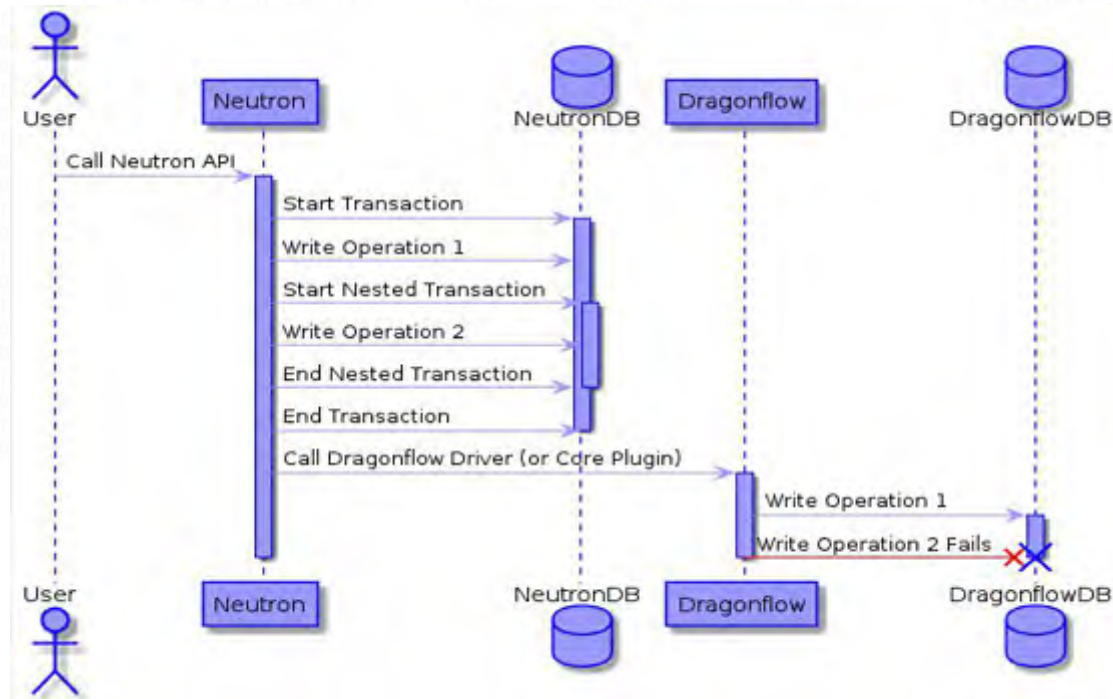 User
Neutron
NeutronDB
Dragonflow
DragonflowDB
Call Neutron API
Start Transaction
Write Operation 1
Start Nested Transaction
Write Operation 2
End Nested Transaction
End Transaction
Call Dragonflow Driver (or Core Plugin)
Write Operation 1
Write Operation 2 Fails
User
Neutron
NeutronDB
Dragonflow
DragonflowDB